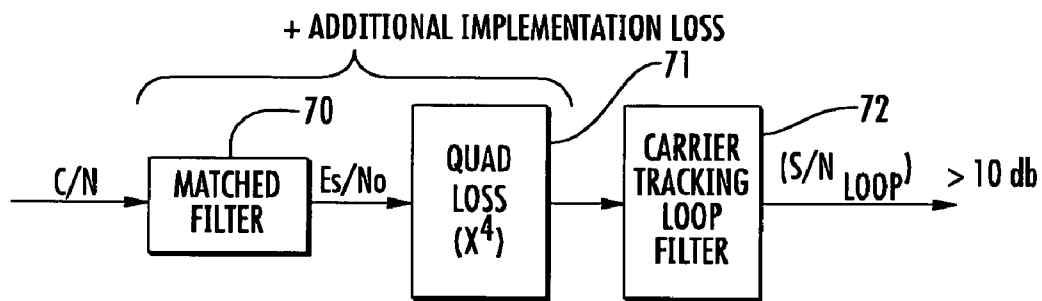 + ADDITIONAL IMPLEMENTATION LOSS
71
70
72
C/N
MATCHED
FILTER
Es/No
QUAD
LOSS
(X^4)
CARRIER
TRACKING
LOOP
FILTER
(S/N LOOP)
> 10 db